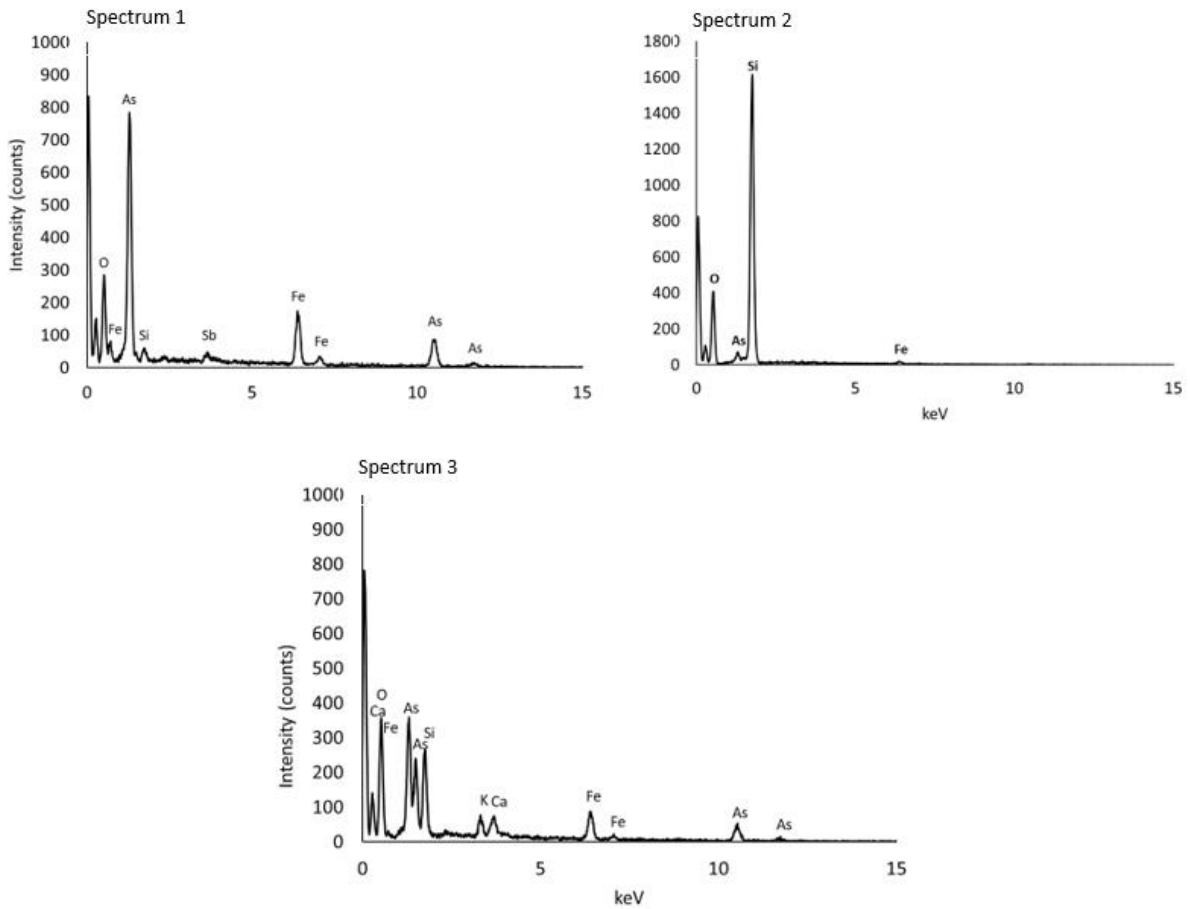 Spectrum 1
1000
900
800
700
600
500
400
300
200
100
0
Intensity (counts)
As
O
Fe
Si
Sb
Fe
Fe
As
As
0
5
10
15
Spectrum 2
1800
1600
1400
1200
1000
800
600
400
200
0
Intensity (counts)
Si
O
As
Fe
0
5
10
15
keV
Spectrum 3
1000
900
800
700
600
500
400
300
200
100
0
Intensity (counts)
O
Ca
Fe
As
As
Si
K
Ca
Fe
Fe
As
As
0
5
10
15
keV